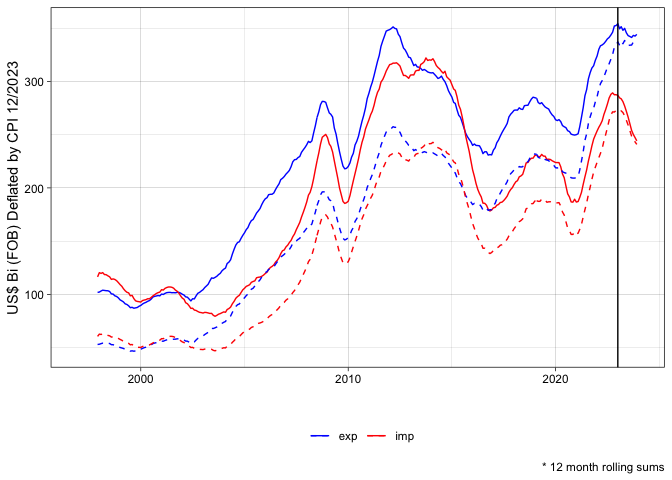 US$ Bi (FOB) Deflated by CPI 12/2023
300
200
100
2000 2010 2020
exp imp
* 12 month rolling sums